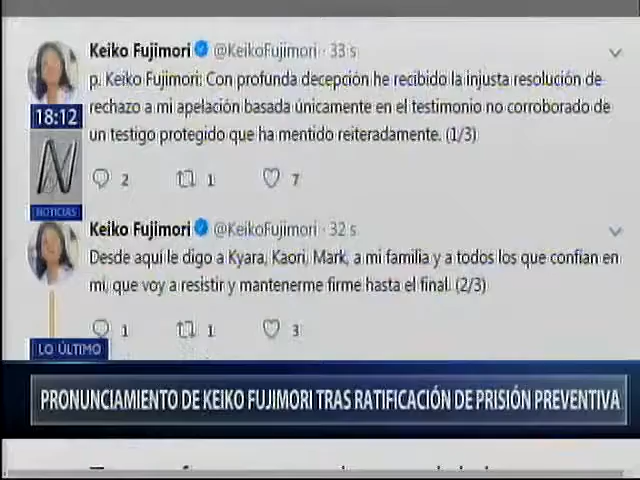 Keiko Fujimori @KeikoFujimori · 33 s
p. Keiko Fujimori: Con profunda decepción he recibido la injusta resolución de
rechazo a mi apelación basada únicamente en el testimonio no corroborado de
un testigo protegido que ha mentido reiteradamente. (1/3)
18:12
N
NOTICIAS
2 1 7
Keiko Fujimori @KeikoFujimori · 32 s
Desde aquí le digo a Kyara, Kaori, Mark, a mi familia y a todos los que confían en
mí, que voy a resistir y mantenerme firme hasta el final. (2/3)
1 1 3
LO ÚLTIMO
PRONUNCIAMIENTO DE KEIKO FUJIMORI TRAS RATIFICACIÓN DE PRISIÓN PREVENTIVA